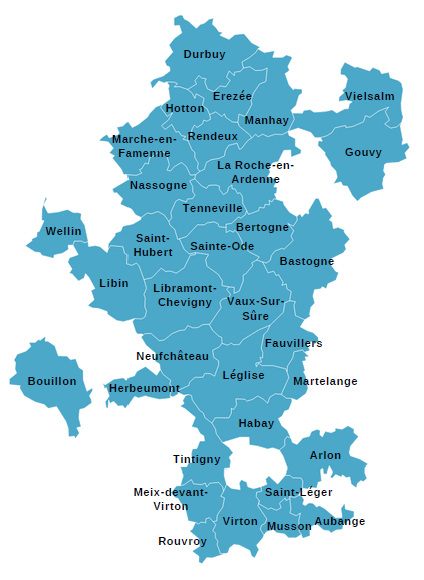 Durbuy
Erezée
Vielsalm
Hotton
Manhay
Rendeux
Marche-en-
Famenne
Gouvy
La Roche-en-
Ardenne
Nassogne
Tenneville
Bertogne
Wellin
Saint-
Hubert
Sainte-Ode
Bastogne
Libin
Libramont-
Chevigny
Vaux-Sur-
Sûre
Fauvillers
Neufchâteau
Léglise
Bouillon
Herbeumont
Martelange
Habay
Tintigny
Arlon
Meix-devant-
Virton
Saint-Léger
Virton
Musson
Aubange
Rouvroy